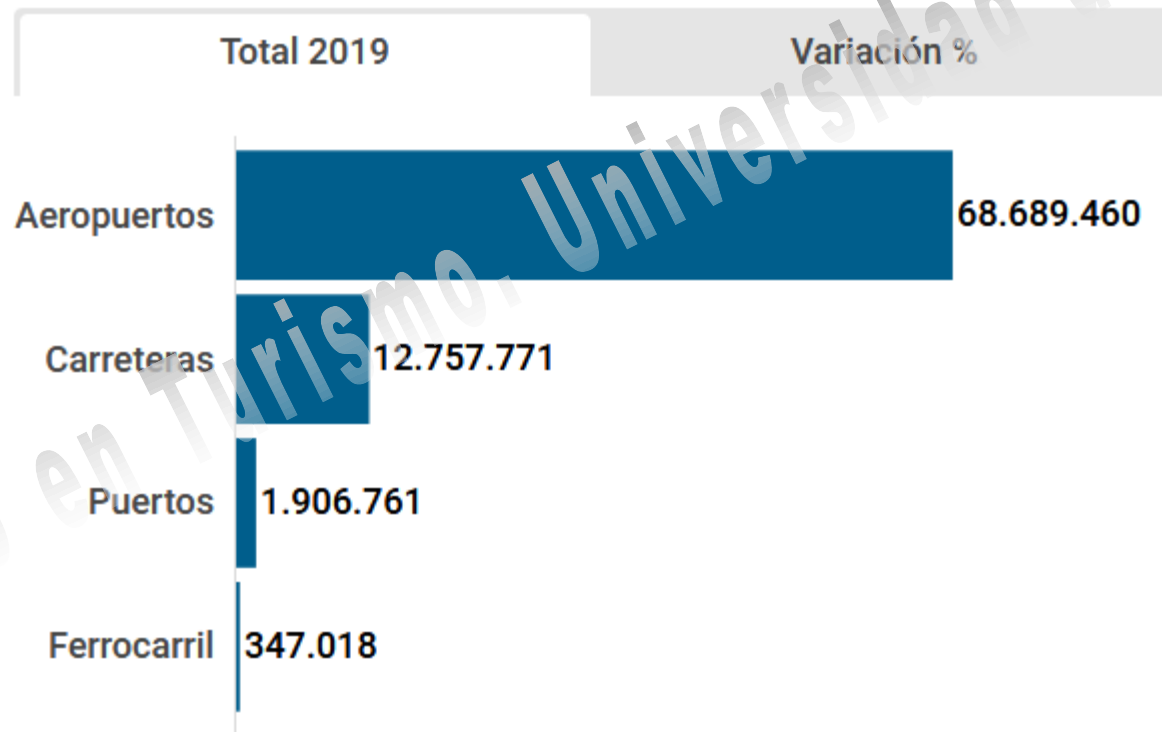 Total 2019
Variación %
Aeropuertos 68.689.460
Carreteras 12.757.771
Puertos 1.906.761
Ferrocarril 347.018
en Turismo. Universidad